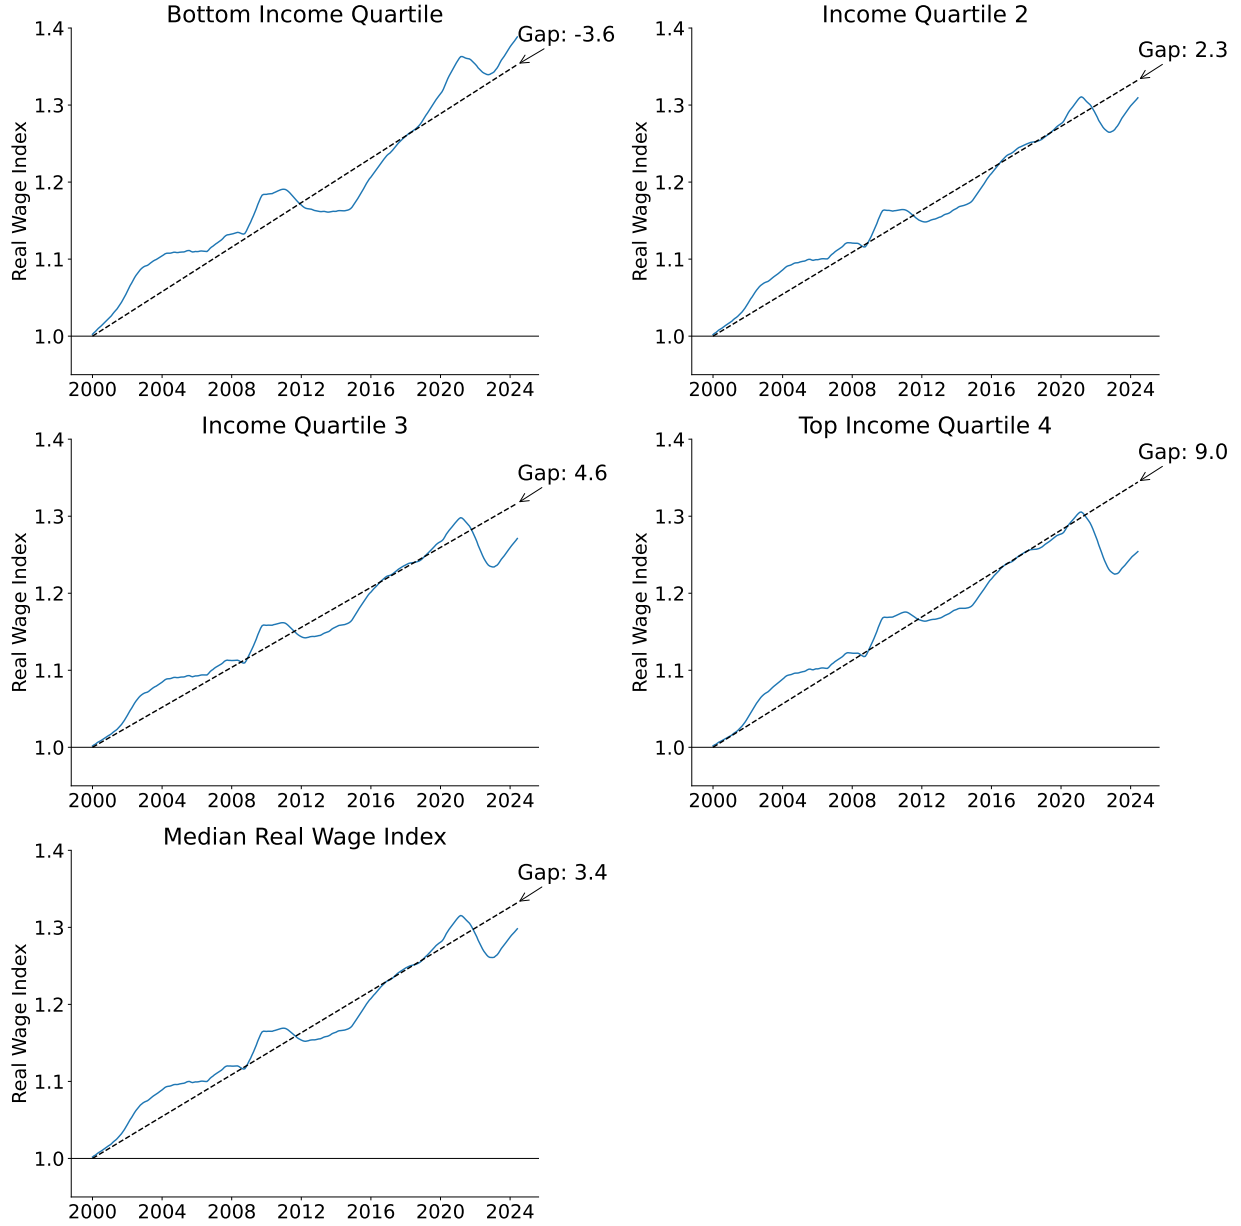 Bottom Income Quartile
Gap: -3.6
Real Wage Index
1.4
1.3
1.2
1.1
1.0
2000 2004 2008 2012 2016 2020 2024
Income Quartile 2
Gap: 2.3
Real Wage Index
1.4
1.3
1.2
1.1
1.0
2000 2004 2008 2012 2016 2020 2024
Income Quartile 3
Gap: 4.6
Real Wage Index
1.4
1.3
1.2
1.1
1.0
2000 2004 2008 2012 2016 2020 2024
Top Income Quartile 4
Gap: 9.0
Real Wage Index
1.4
1.3
1.2
1.1
1.0
2000 2004 2008 2012 2016 2020 2024
Median Real Wage Index
Gap: 3.4
Real Wage Index
1.4
1.3
1.2
1.1
1.0
2000 2004 2008 2012 2016 2020 2024